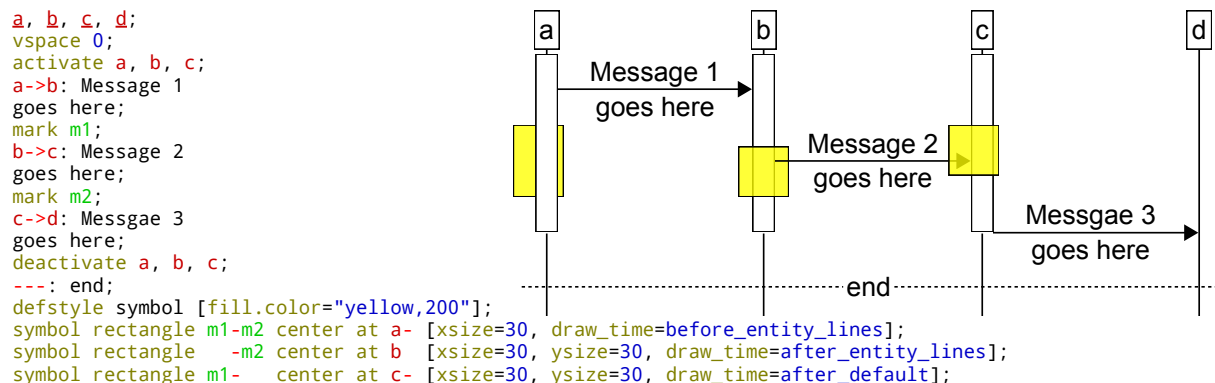 a, b, c, d;
vspace 0;
activate a, b, c;
a->b: Message 1
goes here;
mark m1;
b->c: Message 2
goes here;
mark m2;
c->d: Messgae 3
goes here;
deactivate a, b, c;
---: end;
defstyle symbol [fill.color="yellow,200"];
symbol rectangle m1-m2 center at a- [xsize=30, draw_time=before_entity_lines];
symbol rectangle   -m2 center at b  [xsize=30, ysize=30, draw_time=after_entity_lines];
symbol rectangle m1-   center at c- [xsize=30, ysize=30, draw_time=after_default];
a b c d
Message 1
goes here
Message 2
goes here
Messgae 3
goes here
end